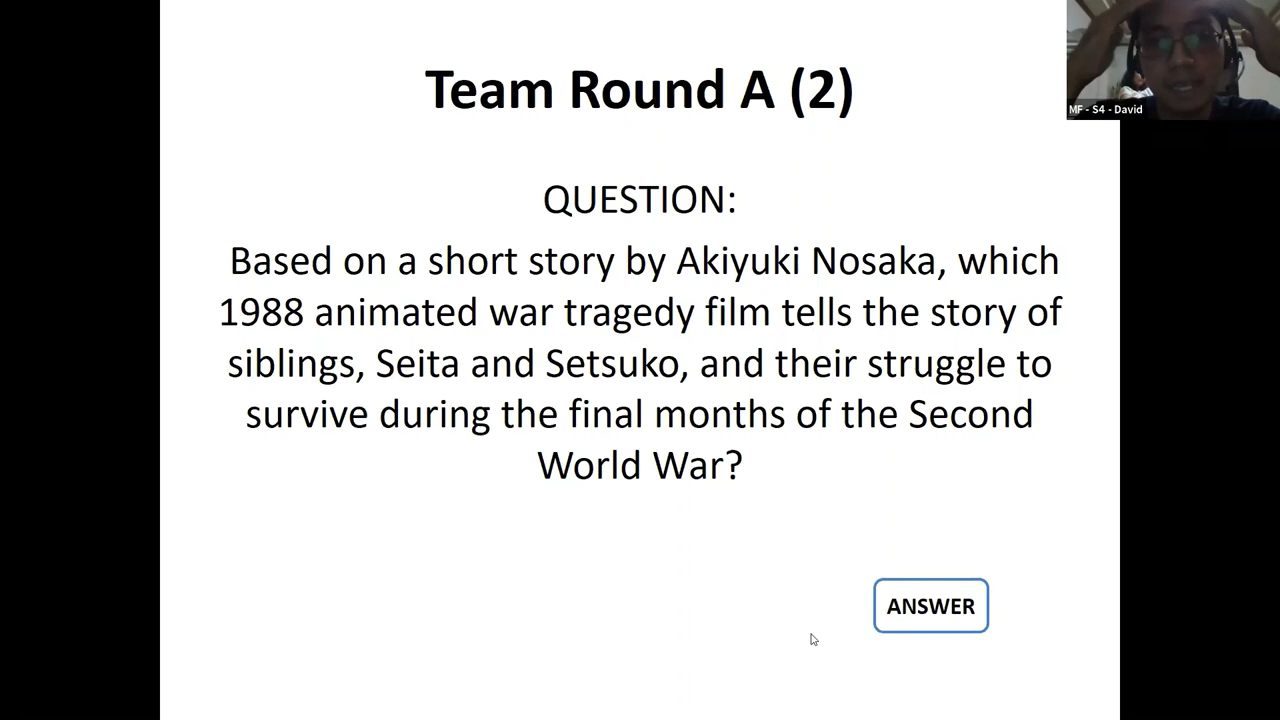 Team Round A (2)
MF - S4 - David
QUESTION:
Based on a short story by Akiyuki Nosaka, which
1988 animated war tragedy film tells the story of
siblings, Seita and Setsuko, and their struggle to
survive during the final months of the Second
World War?
ANSWER